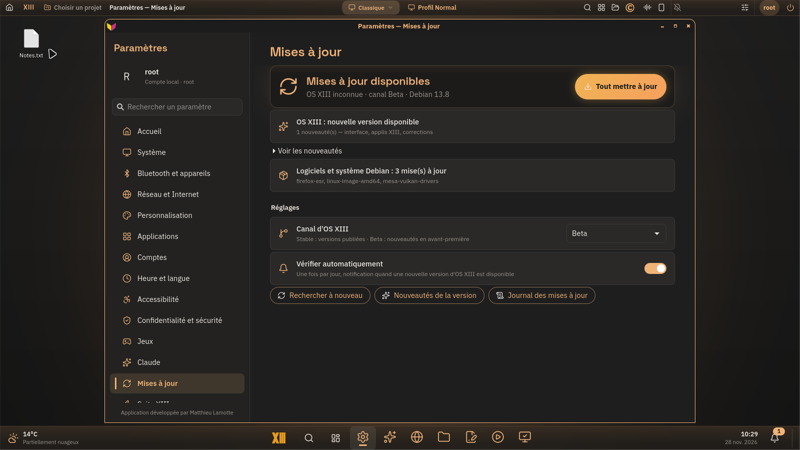 XIII Choisir un projet Paramètres — Mises à jour Classique Profil Normal root
Notes.txt
Paramètres — Mises à jour
Paramètres
R
root
Compte local · root
Rechercher un paramètre
Accueil
Système
Bluetooth et appareils
Réseau et Internet
Personnalisation
Applications
Comptes
Heure et langue
Accessibilité
Confidentialité et sécurité
Jeux
Claude
Mises à jour
Application développée par Matthieu Lamotte
Mises à jour
Mises à jour disponibles
OS XIII inconnue · canal Beta · Debian 13.8
Tout mettre à jour
OS XIII : nouvelle version disponible
1 nouveauté(s) — interface, applis XIII, corrections
Voir les nouveautés
Logiciels et système Debian : 3 mise(s) à jour
firefox-esr, linux-image-amd64, mesa-vulkan-drivers
Réglages
Canal d'OS XIII
Stable : versions publiées · Beta : nouveautés en avant-première
Beta
Vérifier automatiquement
Une fois par jour, notification quand une nouvelle version d'OS XIII est disponible
Rechercher à nouveau
Nouveautés de la version
Journal des mises à jour
14°C
Partiellement nuageux
XIII
10:29
28 nov. 2026
1